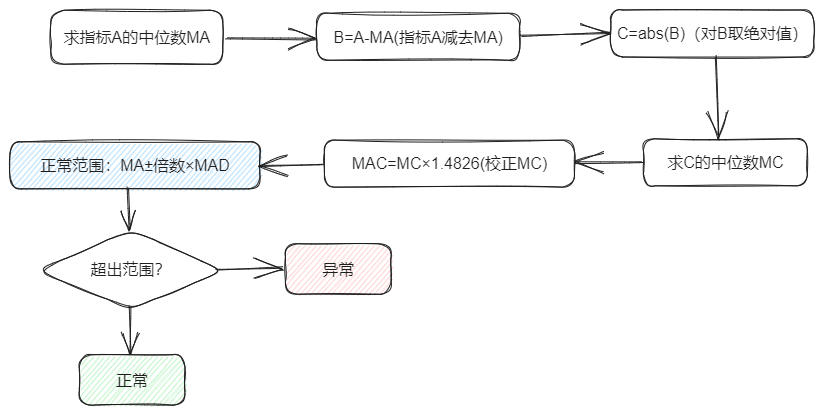 求指标A的中位数MA
B=A-MA(指标A减去MA)
C=abs(B)（对B取绝对值）
求C的中位数MC
MAC=MC×1.4826(校正MC)
正常范围：MA±倍数×MAD
超出范围?
异常
正常